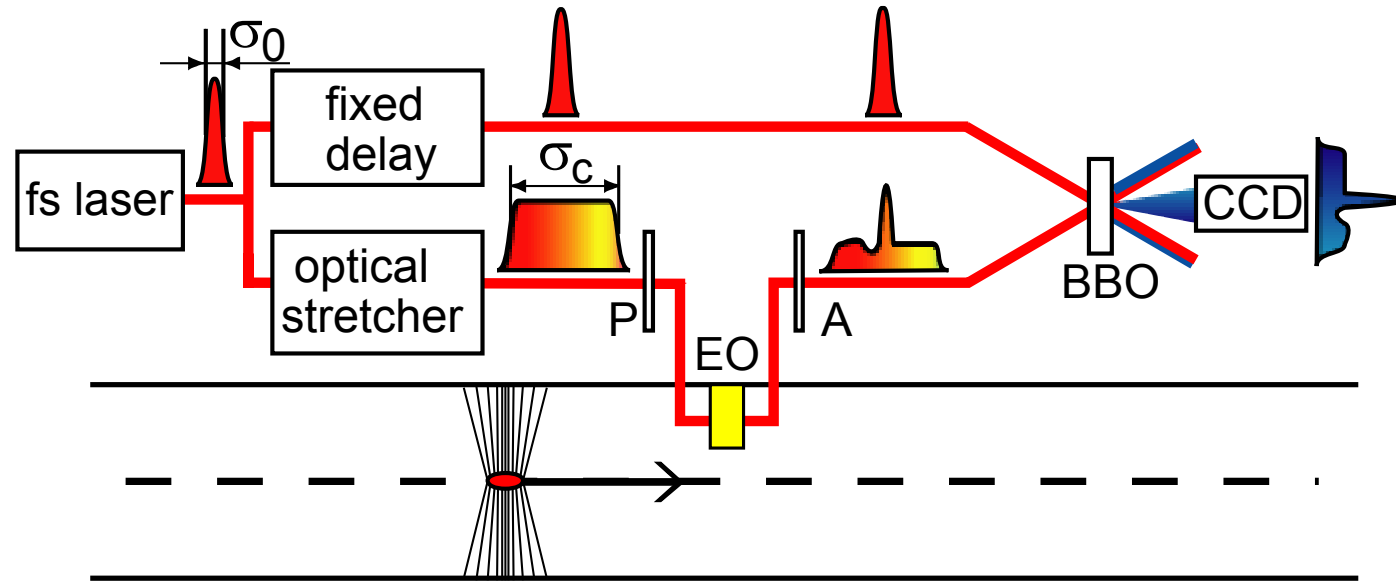 σ0
fs laser
fixed
delay
σc
optical
stretcher
P
EO
A
BBO
CCD